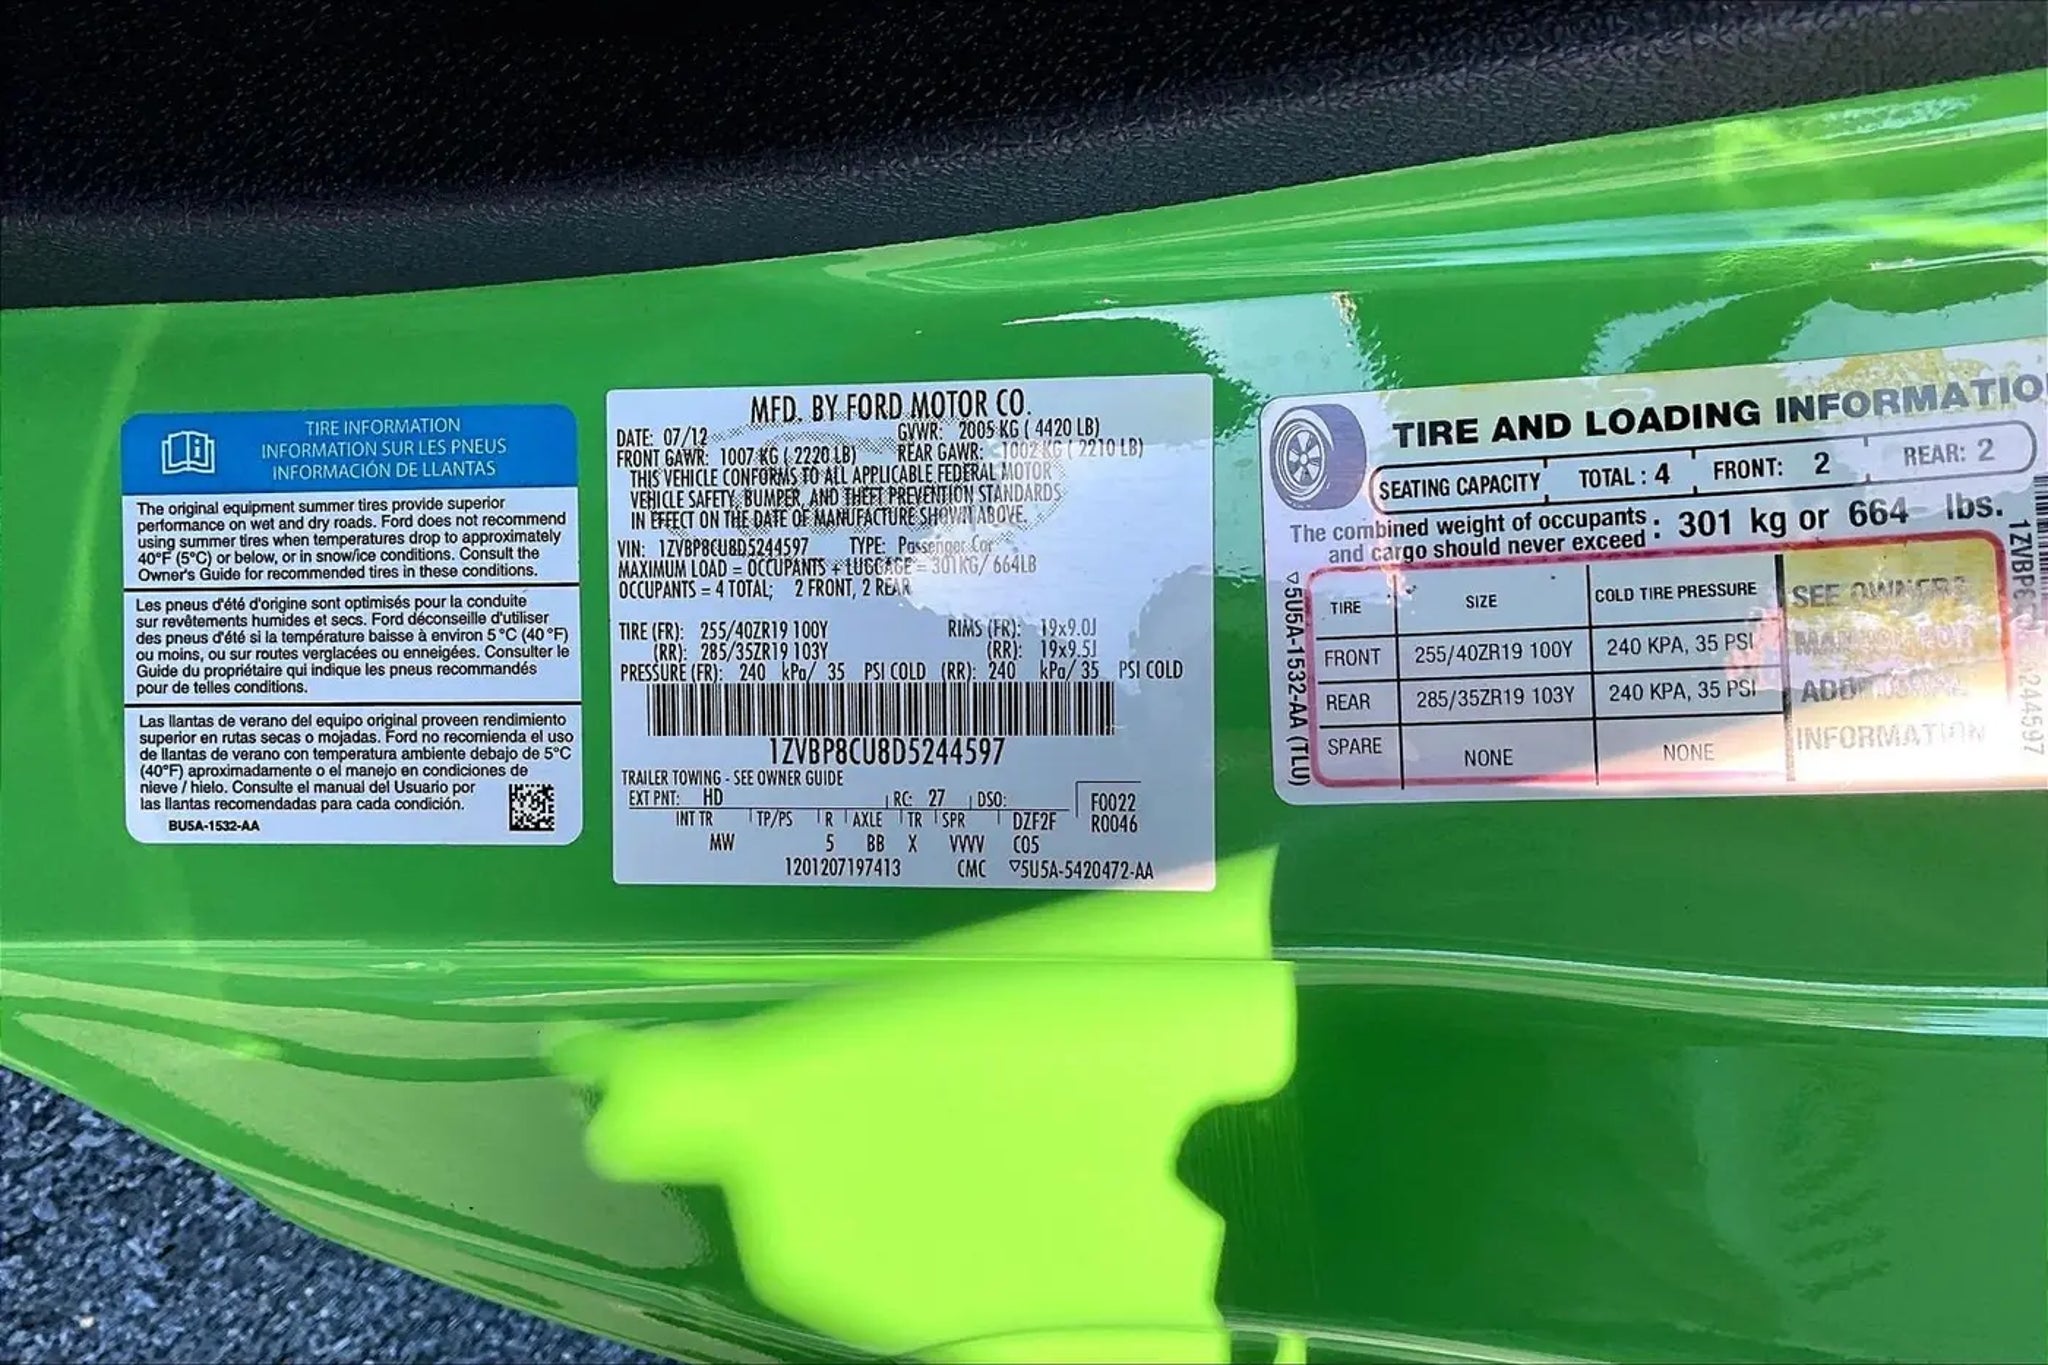 TIRE INFORMATION
INFORMATION SUR LES PNEUS
INFORMACIÓN DE LLANTAS
The original equipment summer tires provide superior
performance on wet and dry roads. Ford does not recommend
using summer tires when temperatures drop to approximately
40°F (5°C) or below, or in snow/ice conditions. Consult the
Owner's Guide for recommended tires in these conditions.
Les pneus d'été d'origine sont optimisés pour la conduite
sur revêtements humides et secs. Ford déconseille d'utiliser
des pneus d'été si la température baisse à environ 5°C (40°F)
ou moins, ou sur routes verglacées ou enneigées. Consulter le
Guide du propriétaire qui indique les pneus recommandés
pour de telles conditions.
Las llantas de verano del equipo original proveen rendimiento
superior en rutas secas o mojadas. Ford no recomienda el uso
de llantas de verano con temperatura ambiente debajo de 5°C
(40°F) aproximadamente o el manejo en condiciones de
nieve / hielo. Consulte el manual del Usuario por
las llantas recomendadas para cada condición.
BU5A-1532-AA
MFD. BY FORD MOTOR CO.
DATE: 07/12 GVWR: 2005 KG ( 4420 LB)
FRONT GAWR: 1007 KG ( 2220 LB) REAR GAWR: 1002 KG ( 2210 LB)
THIS VEHICLE CONFORMS TO ALL APPLICABLE FEDERAL MOTOR
VEHICLE SAFETY, BUMPER, AND THEFT PREVENTION STANDARDS
IN EFFECT ON THE DATE OF MANUFACTURE SHOWN ABOVE.
VIN: 1ZVBP8CU8D5244597 TYPE: Passenger Car
MAXIMUM LOAD = OCCUPANTS + LUGGAGE = 301KG/ 664LB
OCCUPANTS = 4 TOTAL; 2 FRONT, 2 REAR
TIRE (FR): 255/40ZR19 100Y RIMS (FR): 19x9.0J
(RR): 285/35ZR19 103Y (RR): 19x9.5J
PRESSURE (FR): 240 kPa/ 35 PSI COLD (RR): 240 kPa/ 35 PSI COLD
1ZVBP8CU8D5244597
TRAILER TOWING - SEE OWNER GUIDE
EXT PNT: HD RC: 27 DSO: F0022
INT TR TP/PS R AXLE TR SPR DZF2F R0046
MW 5 BB X VVVV C05
1201207197413 CMC ▽5U5A-5420472-AA
TIRE AND LOADING INFORMATIO
SEATING CAPACITY TOTAL : 4 FRONT: 2 REAR: 2
The combined weight of occupants
and cargo should never exceed : 301 kg or 664 lbs.
TIRE SIZE COLD TIRE PRESSURE SEE OWNERS
FRONT 255/40ZR19 100Y 240 KPA, 35 PSI MANUAL FOR
REAR 285/35ZR19 103Y 240 KPA, 35 PSI ADDITIONAL
SPARE NONE NONE INFORMATION
▽5U5A-1532-AA (TLU)